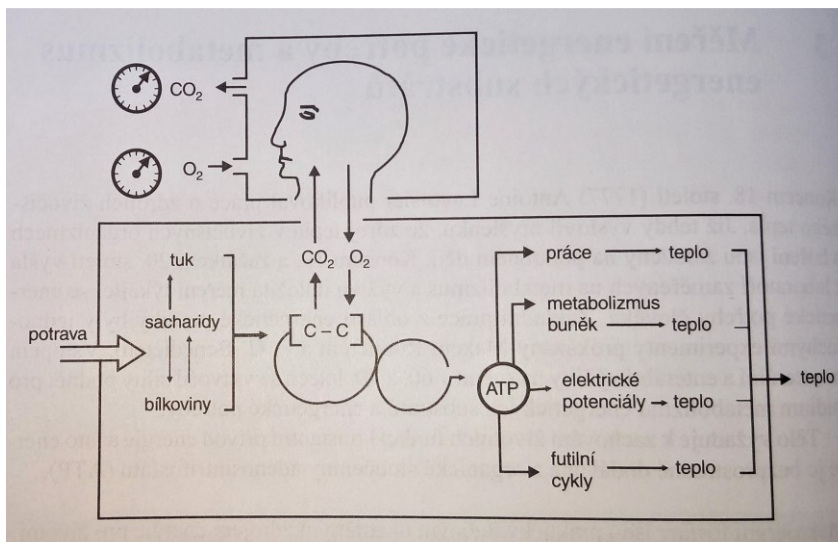 CO₂
O₂
tuk
CO₂ O₂
práce → teplo
metabolizmus
buněk → teplo
sacharidy
C – C
potrava
ATP
elektrické
potenciály → teplo
teplo
bílkoviny
futilní
cykly → teplo